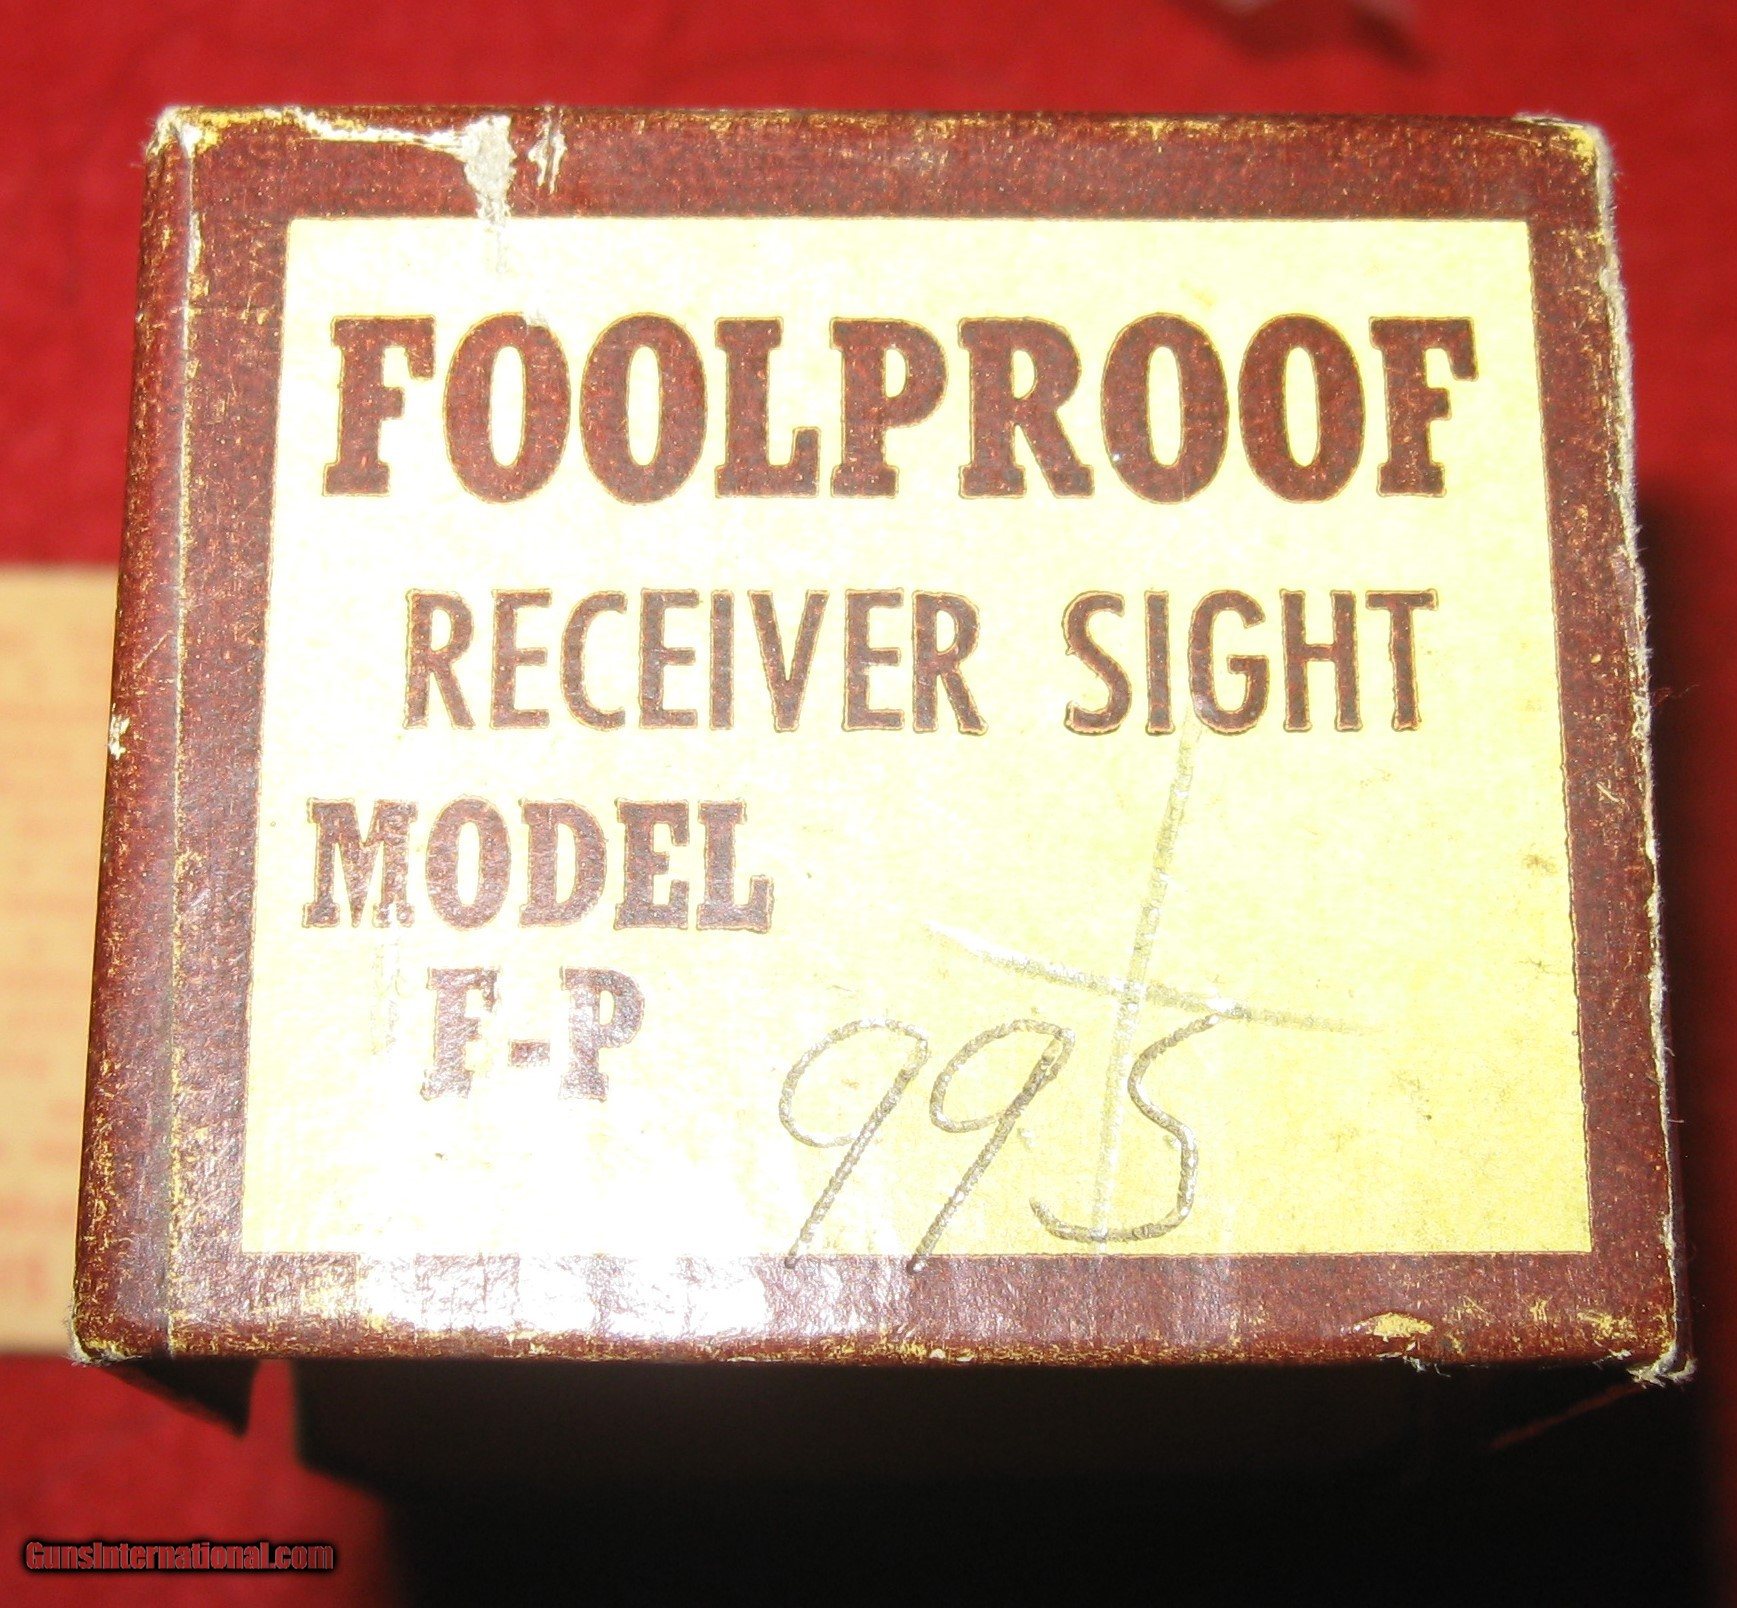 FOOLPROOF
RECEIVER SIGHT
MODEL
F-P
995
GunsInternational.com